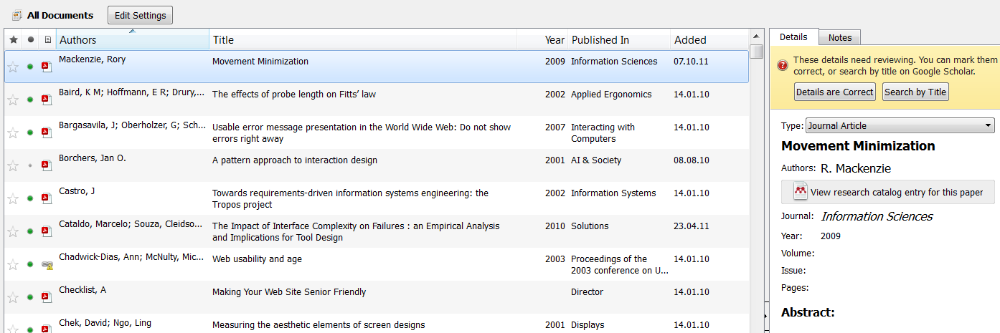 All Documents Edit Settings
Authors Title Year Published In Added
Mackenzie, Rory Movement Minimization 2009 Information Sciences 07.10.11
Baird, K M; Hoffmann, E R; Drury,... The effects of probe length on Fitts’ law 2002 Applied Ergonomics 14.01.10
Bargasavila, J; Oberholzer, G; Sch... Usable error message presentation in the World Wide Web: Do not show 2007 Interacting with 14.01.10
errors right away Computers
Borchers, Jan O. A pattern approach to interaction design 2001 AI & Society 08.08.10
Castro, J Towards requirements-driven information systems engineering: the 2002 Information Systems 14.01.10
Tropos project
Cataldo, Marcelo; Souza, Cleidso... The Impact of Interface Complexity on Failures : an Empirical Analysis 2010 Solutions 23.04.11
and Implications for Tool Design
Chadwick-Dias, Ann; McNulty, Mic... Web usability and age 2003 Proceedings of the 14.01.10
2003 conference on U...
Checklist, A Making Your Web Site Senior Friendly Director 14.01.10
Chek, David; Ngo, Ling Measuring the aesthetic elements of screen designs 2001 Displays 14.01.10
Details Notes
These details need reviewing. You can mark them
correct, or search by title on Google Scholar.
Details are Correct Search by Title
Type: Journal Article
Movement Minimization
Authors: R. Mackenzie
View research catalog entry for this paper
Journal: Information Sciences
Year: 2009
Volume:
Issue:
Pages:
Abstract: